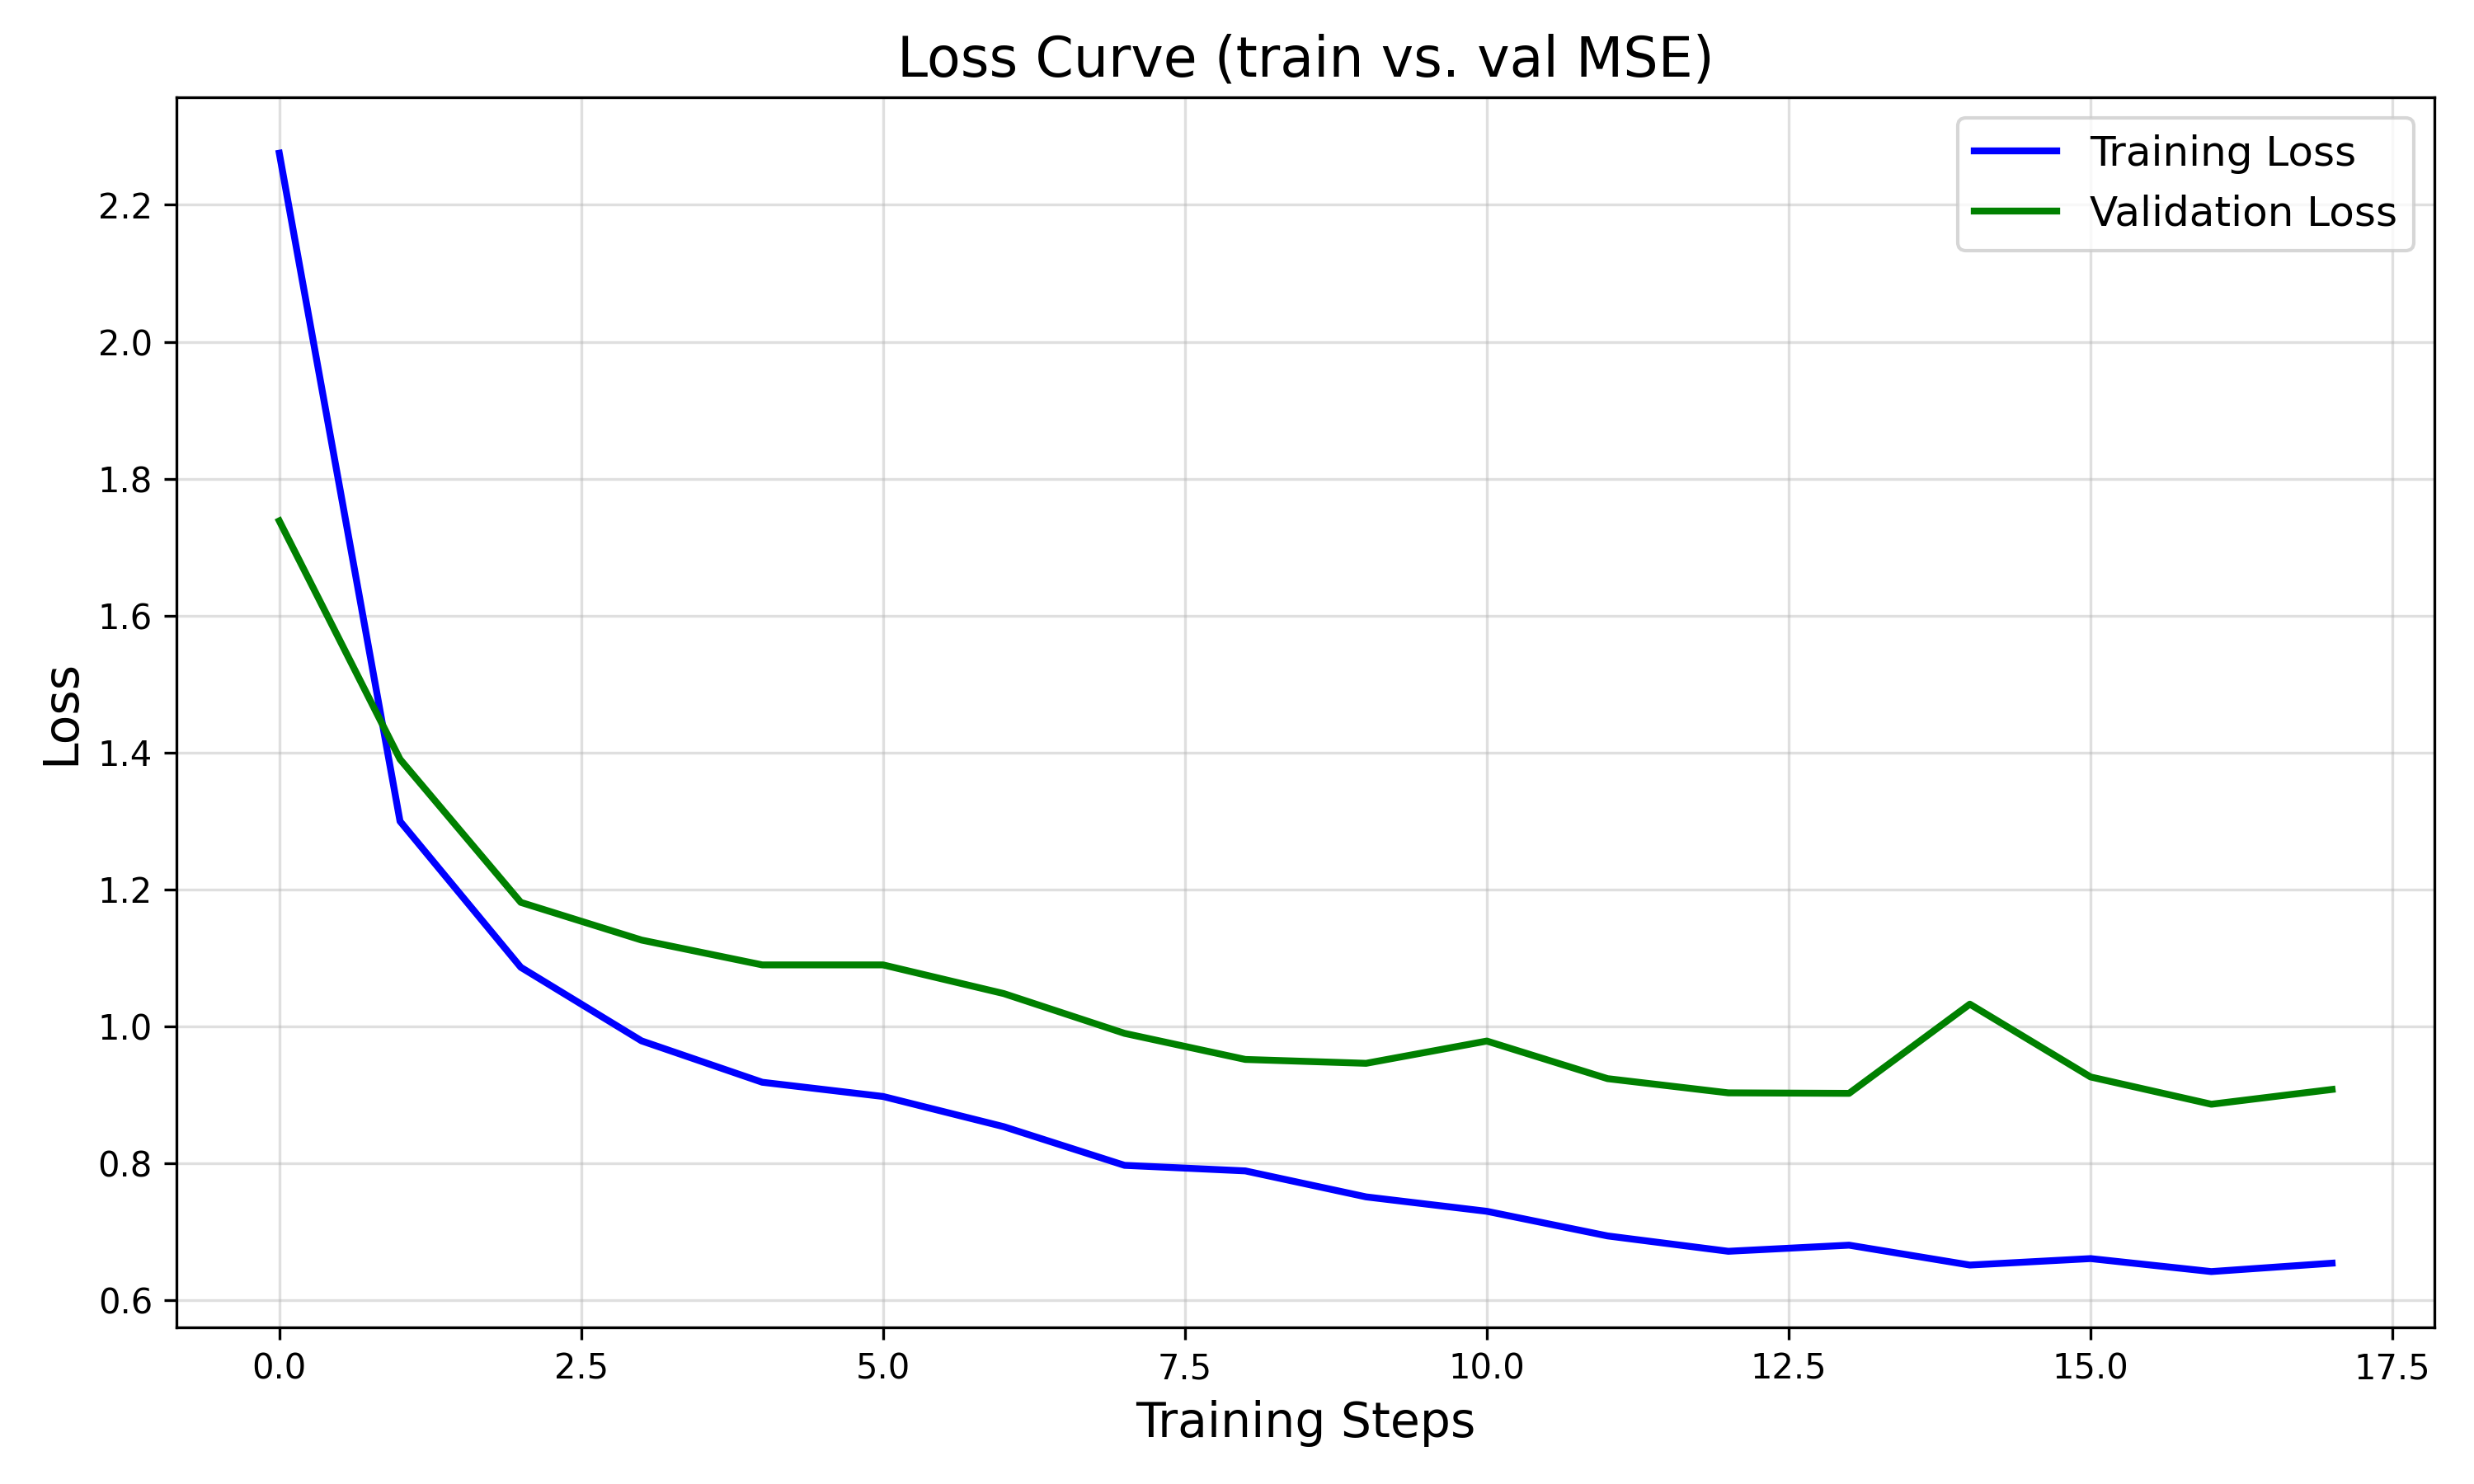 Loss Curve (train vs. val MSE)
Training Loss
Validation Loss
2.2
2.0
1.8
1.6
1.4
1.2
1.0
0.8
0.6
Loss
0.0 2.5 5.0 7.5 10.0 12.5 15.0 17.5
Training Steps